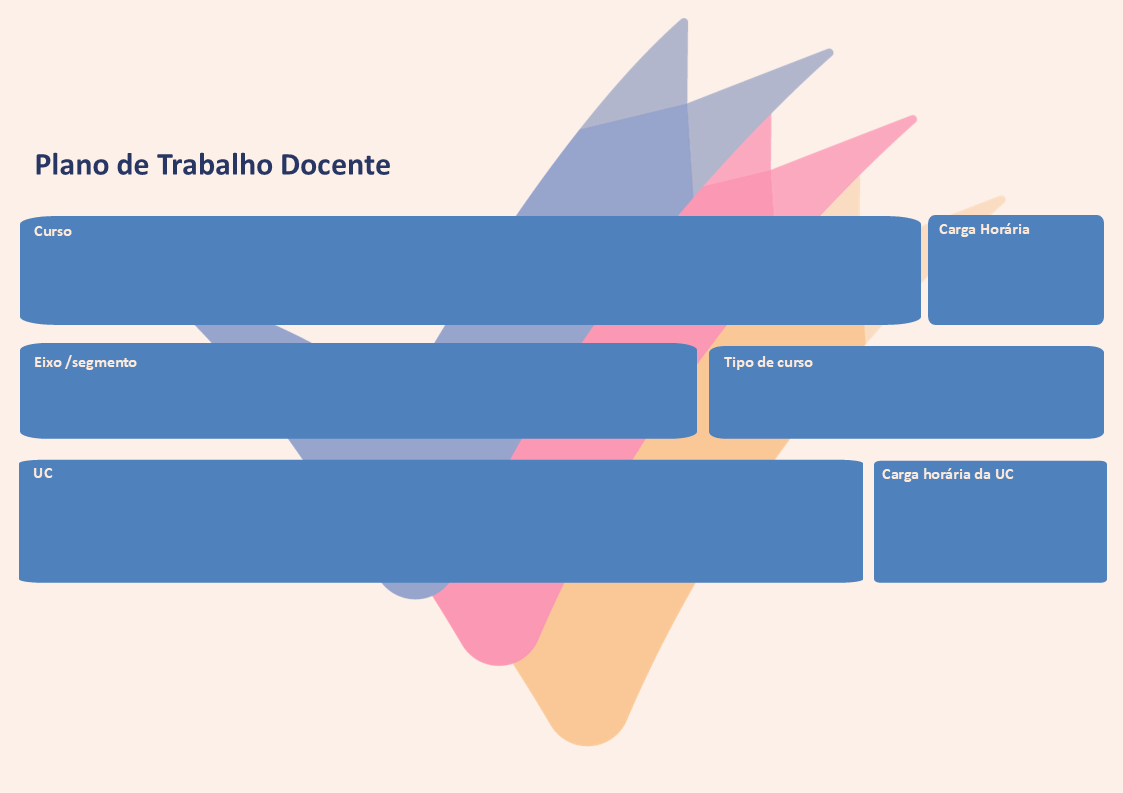 Plano de Trabalho Docente
Curso
Carga Horária
Eixo /segmento
Tipo de curso
UC
Carga horária da UC